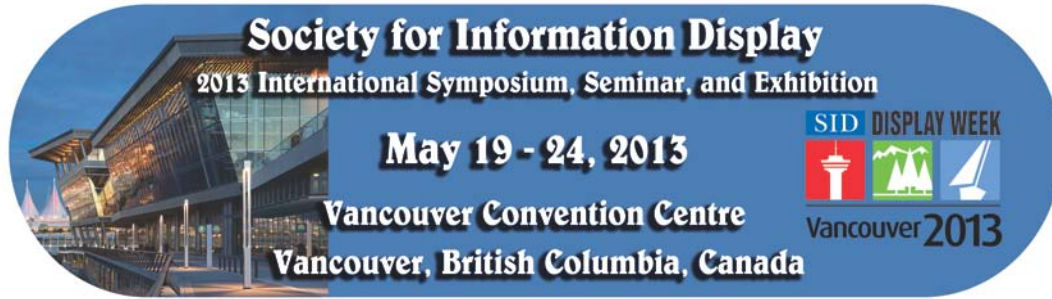 Society for Information Display
2013 International Symposium, Seminar, and Exhibition
May 19 - 24, 2013
Vancouver Convention Centre
Vancouver, British Columbia, Canada
SID DISPLAY WEEK
Vancouver 2013